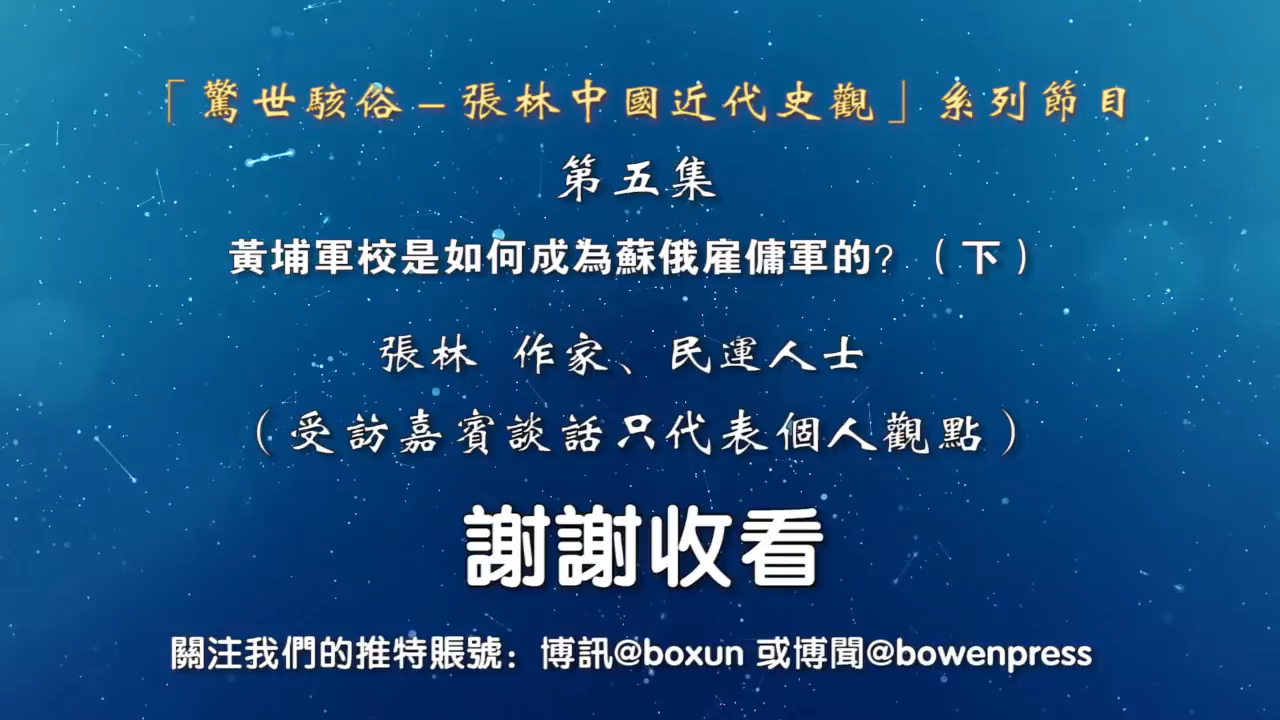 「驚世駭俗–張林中國近代史觀」系列節目
第五集
黃埔軍校是如何成為蘇俄雇傭軍的?（下）
張林 作家、民運人士
（受訪嘉賓談話只代表個人觀點）
謝謝收看
關注我們的推特賬號：博訊@boxun 或博聞@bowenpress